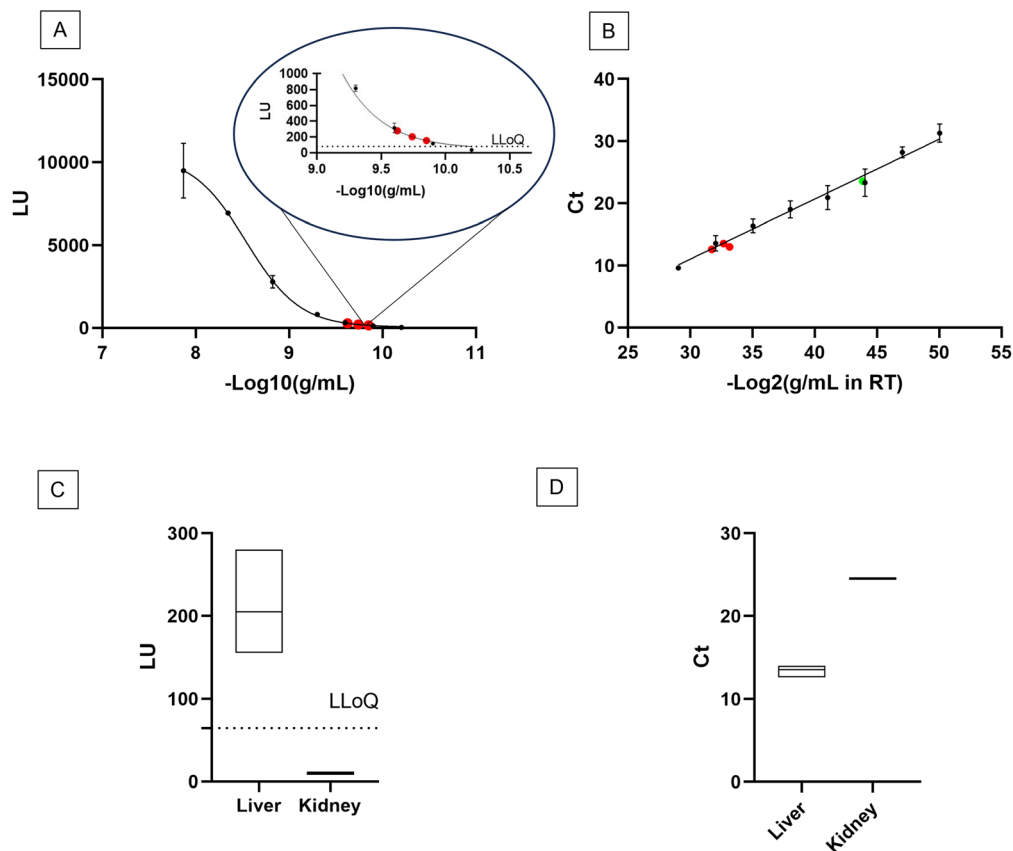 A
15000
10000
5000
0
LU
7 8 9 10 11
-Log10(g/mL)
1000
800
600
400
200
0
LU
LLoQ
9.0 9.5 10.0 10.5
-Log10(g/mL)
B
40
30
20
10
0
Ct
25 30 35 40 45 50 55
-Log2(g/mL in RT)
C
300
200
100
0
LU
LLoQ
Liver Kidney
D
30
20
10
0
Ct
Liver
Kidney